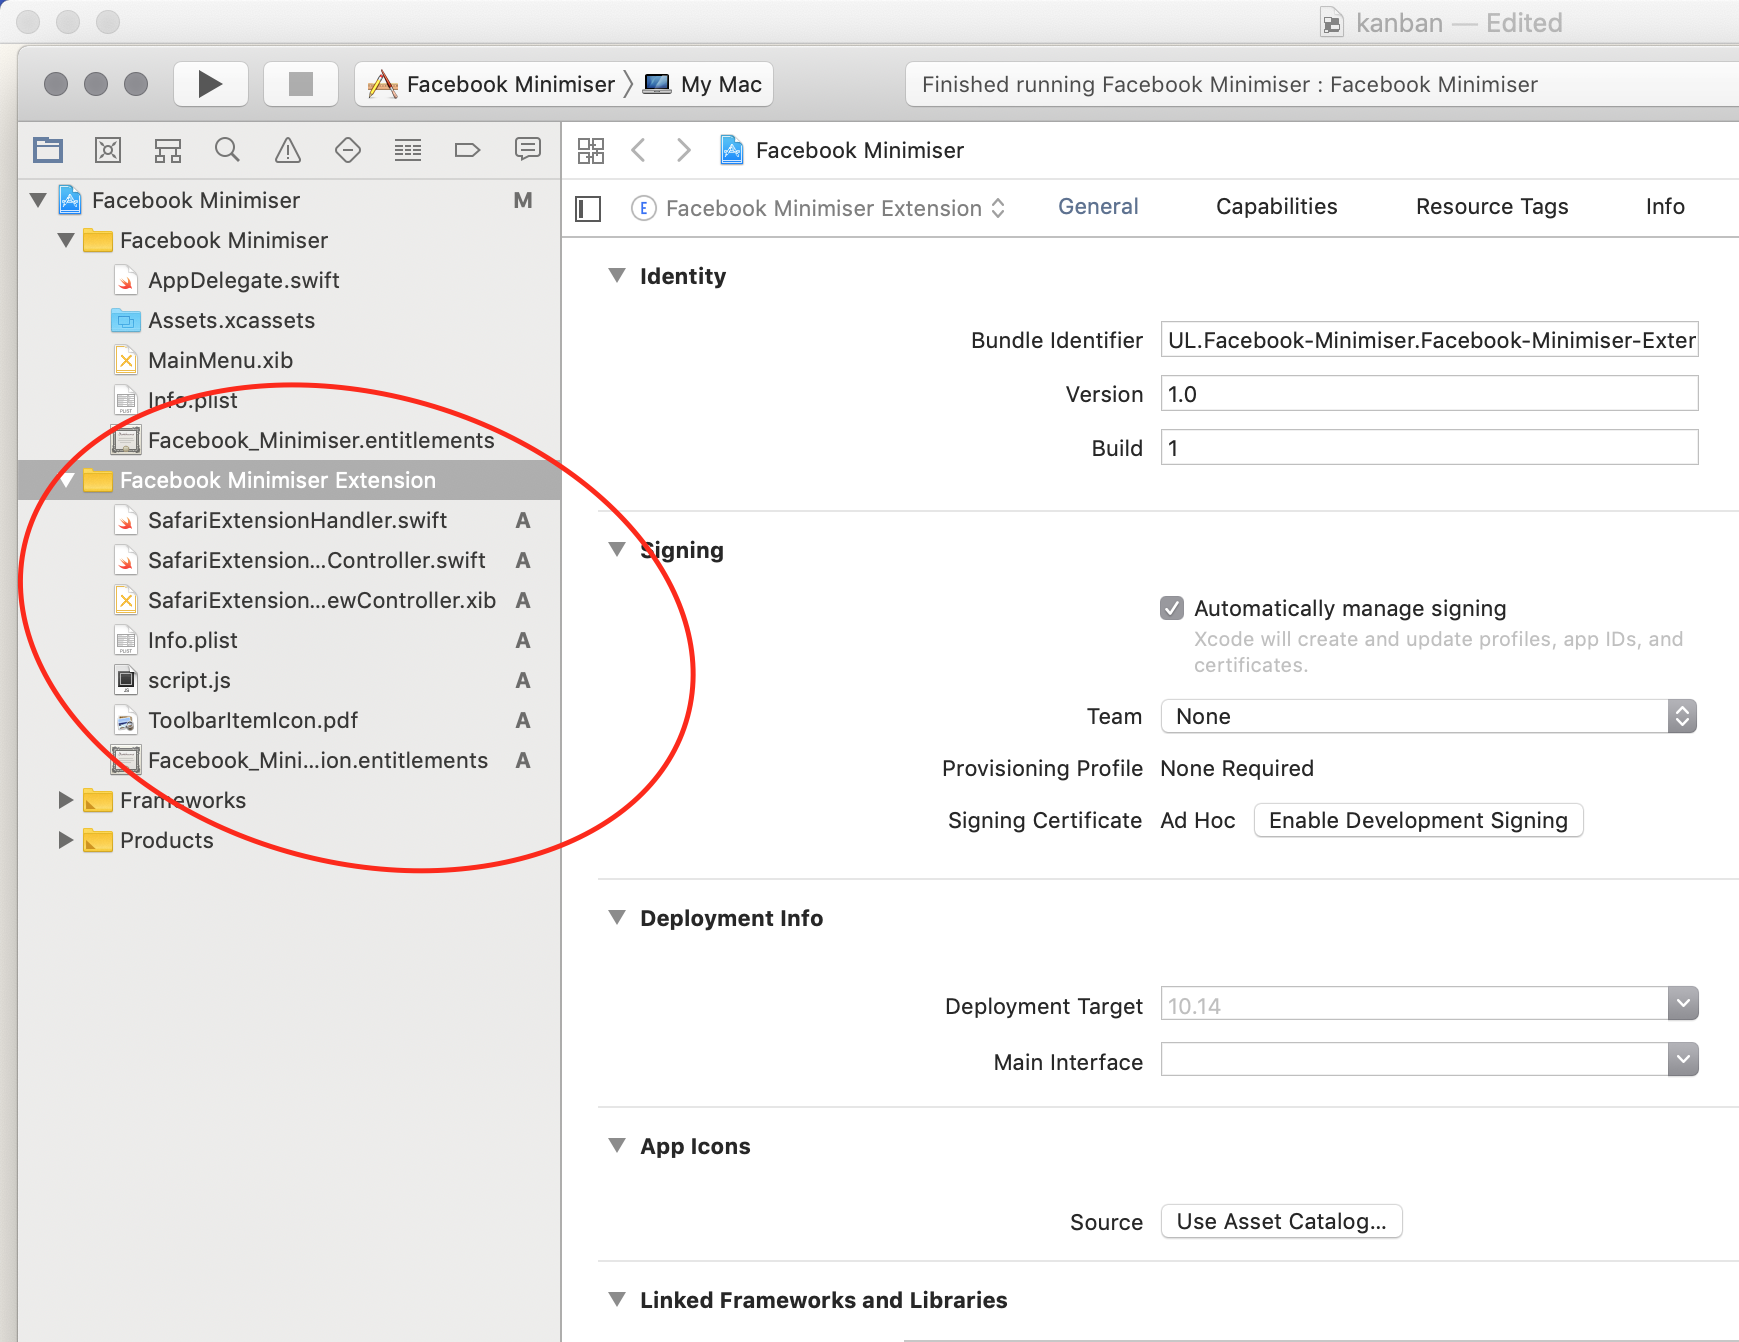 kanban — Edited
Facebook Minimiser My Mac
Finished running Facebook Minimiser : Facebook Minimiser
Facebook Minimiser
Facebook Minimiser M
E Facebook Minimiser Extension General Capabilities Resource Tags Info
Facebook Minimiser
AppDelegate.swift
Assets.xcassets
MainMenu.xib
Info.plist
Facebook_Minimiser.entitlements
Facebook Minimiser Extension
SafariExtensionHandler.swift A
SafariExtension...Controller.swift A
SafariExtension...ewController.xib A
Info.plist A
script.js A
ToolbarItemIcon.pdf A
Facebook_Mini...ion.entitlements A
Frameworks
Products
Identity
Bundle Identifier UL.Facebook-Minimiser.Facebook-Minimiser-Exter
Version 1.0
Build 1
Signing
Automatically manage signing
Xcode will create and update profiles, app IDs, and
certificates.
Team None
Provisioning Profile None Required
Signing Certificate Ad Hoc Enable Development Signing
Deployment Info
Deployment Target 10.14
Main Interface
App Icons
Source Use Asset Catalog...
Linked Frameworks and Libraries